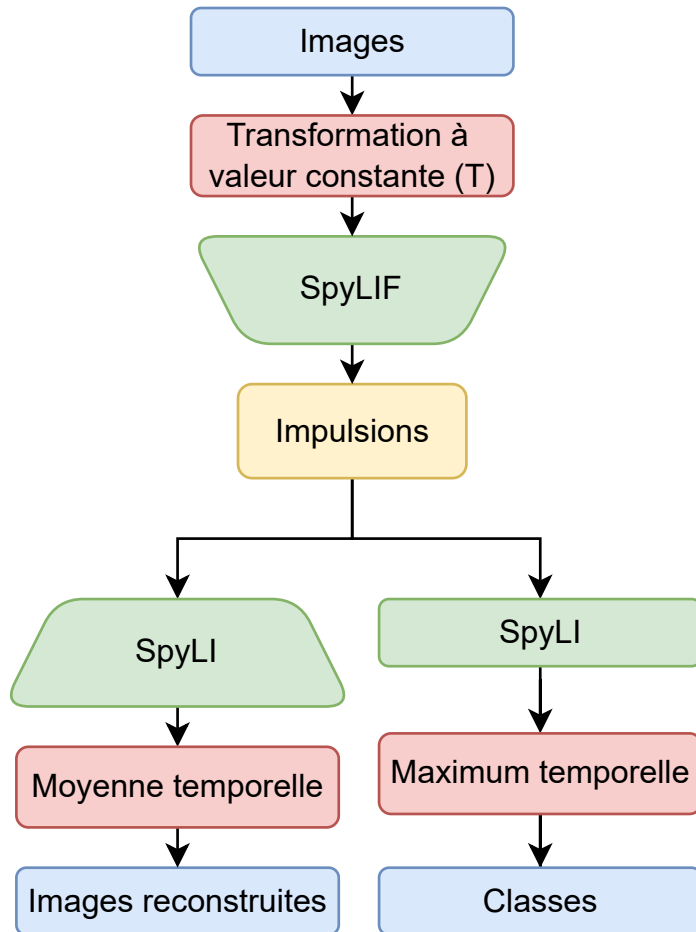 Images
Transformation à
valeur constante (T)
SpyLIF
Impulsions
SpyLI
SpyLI
Moyenne temporelle
Maximum temporelle
Images reconstruites
Classes